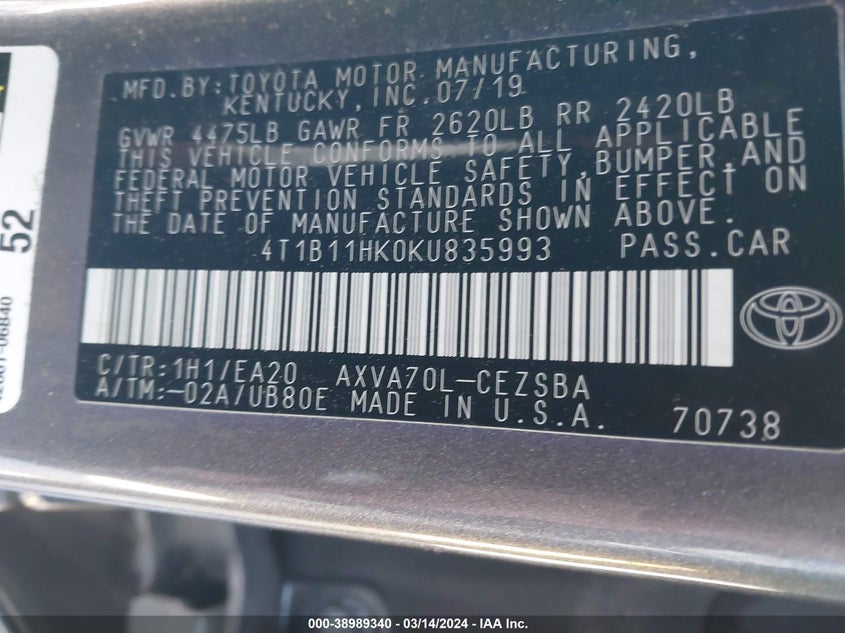 MFD.BY:TOYOTA MOTOR MANUFACTURING,
KENTUCKY, INC.07/19
GVWR 4475LB GAWR FR 2620LB RR 2420LB
THIS VEHICLE CONFORMS TO ALL APPLICABLE
FEDERAL MOTOR VEHICLE SAFETY,BUMPER,AND
THEFT PREVENTION STANDARDS IN EFFECT ON
THE DATE OF MANUFACTURE SHOWN ABOVE.
4T1B11HK0KU835993 PASS.CAR
C/TR:1H1/EA20 AXVA70L-CEZSBA
A/TM:-02A/UB80E MADE IN U.S.A. 70738
52
000-38989340 - 03/14/2024 - IAA Holdings, LLC.